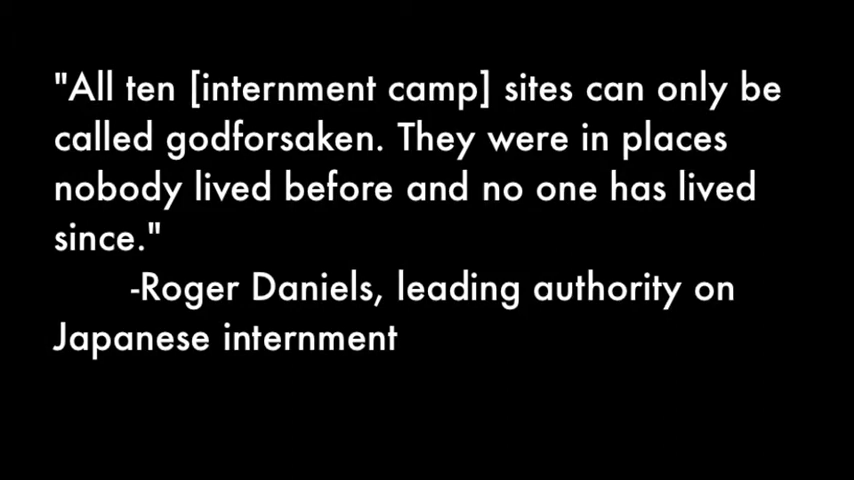 "All ten [internment camp] sites can only be
called godforsaken. They were in places
nobody lived before and no one has lived
since."
-Roger Daniels, leading authority on
Japanese internment